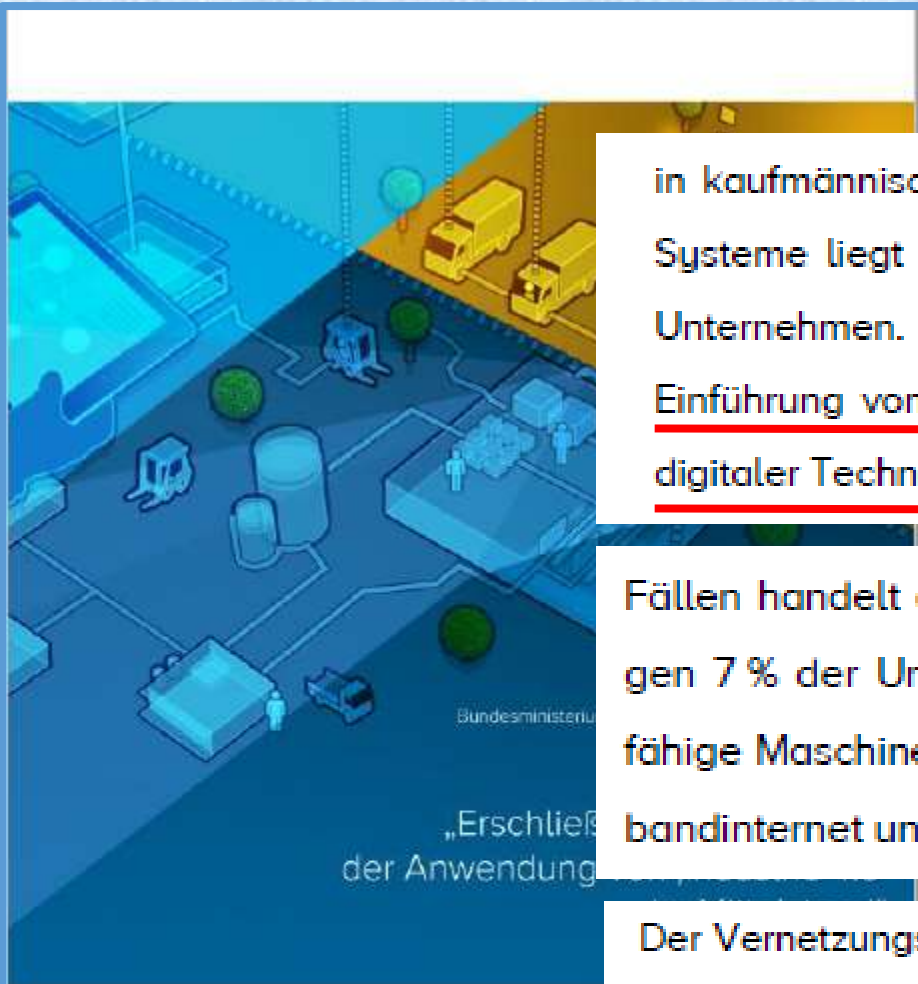 in kaufmännisc
Systeme liegt
Unternehmen.
Einführung vor
digitaler Techn
Fällen handelt
gen 7 % der Ur
fähige Maschine
bandinternet un
Bundesministeriu
„Erschließ
der Anwendung
Der Vernetzungs